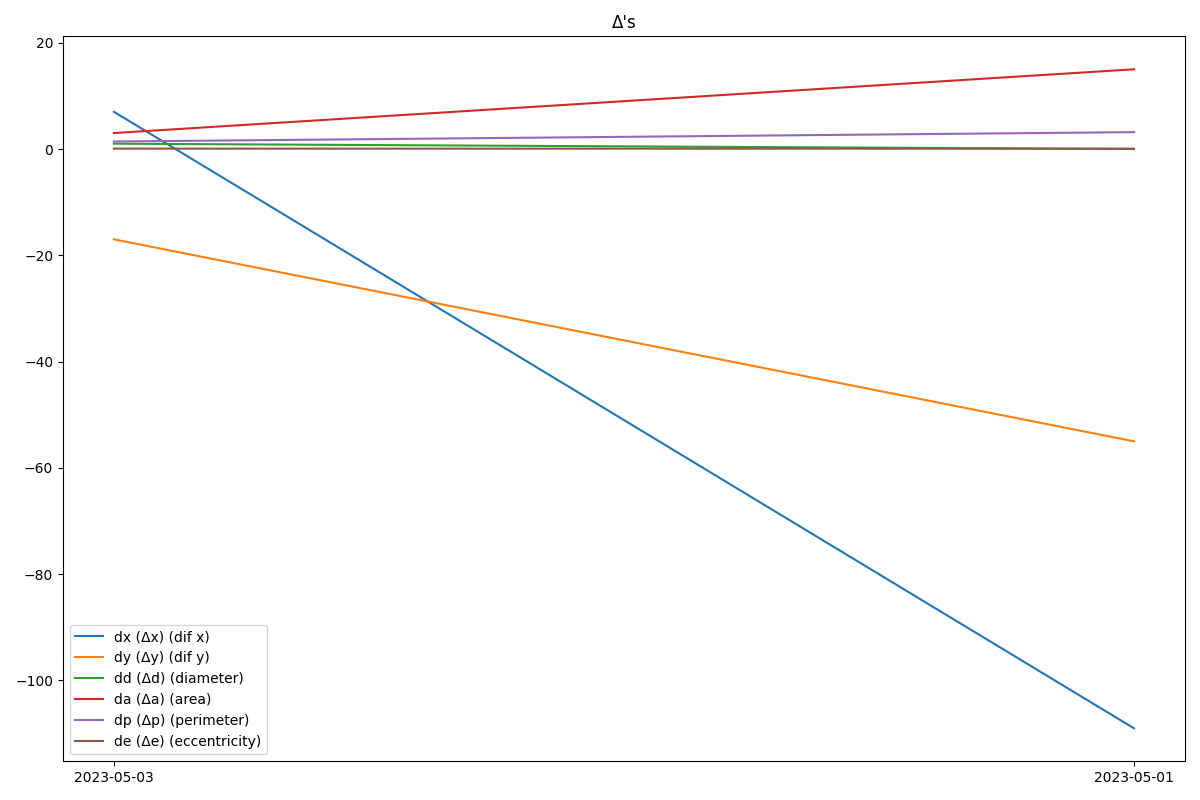 Δ's
20
0
−20
−40
−60
−80
−100
dx (Δx) (dif x)
dy (Δy) (dif y)
dd (Δd) (diameter)
da (Δa) (area)
dp (Δp) (perimeter)
de (Δe) (eccentricity)
2023-05-03
2023-05-01